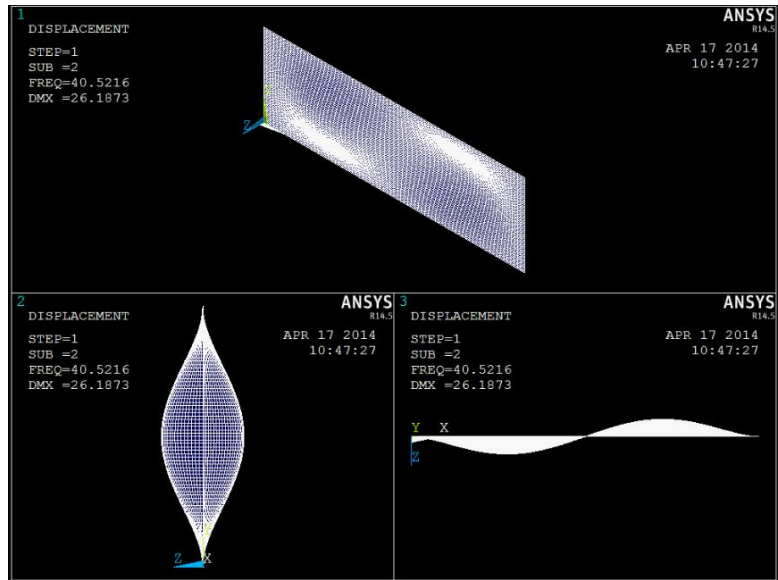 1
ANSYS
R14.5
DISPLACEMENT
STEP=1
SUB =2
FREQ=40.5216
DMX =26.1873
APR 17 2014
10:47:27
Y
Z
2
ANSYS
R14.5
DISPLACEMENT
STEP=1
SUB =2
FREQ=40.5216
DMX =26.1873
APR 17 2014
10:47:27
Z X
3
ANSYS
R14.5
DISPLACEMENT
STEP=1
SUB =2
FREQ=40.5216
DMX =26.1873
APR 17 2014
10:47:27
Y X
Z